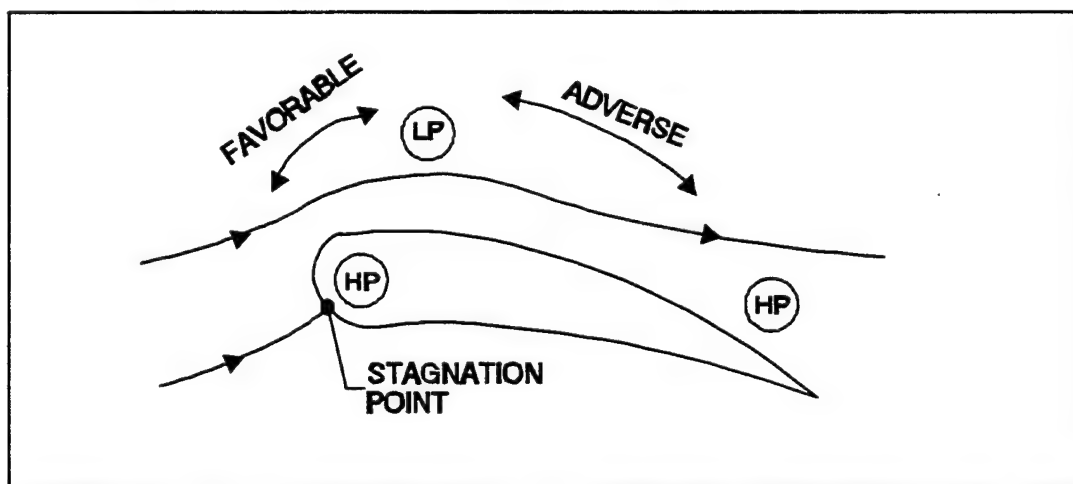 FAVORABLE
LP
ADVERSE
HP
HP
STAGNATION
POINT